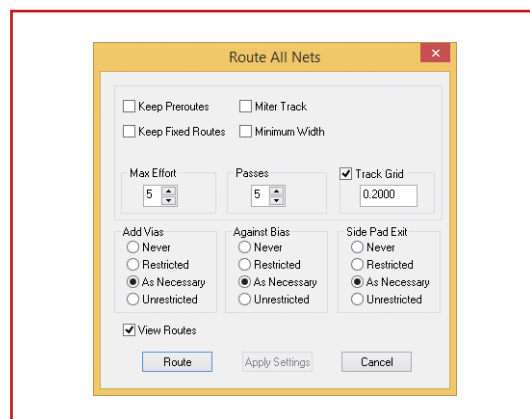 Route All Nets
Keep Preroutes Miter Track
Keep Fixed Routes Minimum Width
Max Effort Passes Track Grid
5 5 0.2000
Add Vias Against Bias Side Pad Exit
Never Never Never
Restricted Restricted Restricted
As Necessary As Necessary As Necessary
Unrestricted Unrestricted Unrestricted
View Routes
Route Apply Settings Cancel